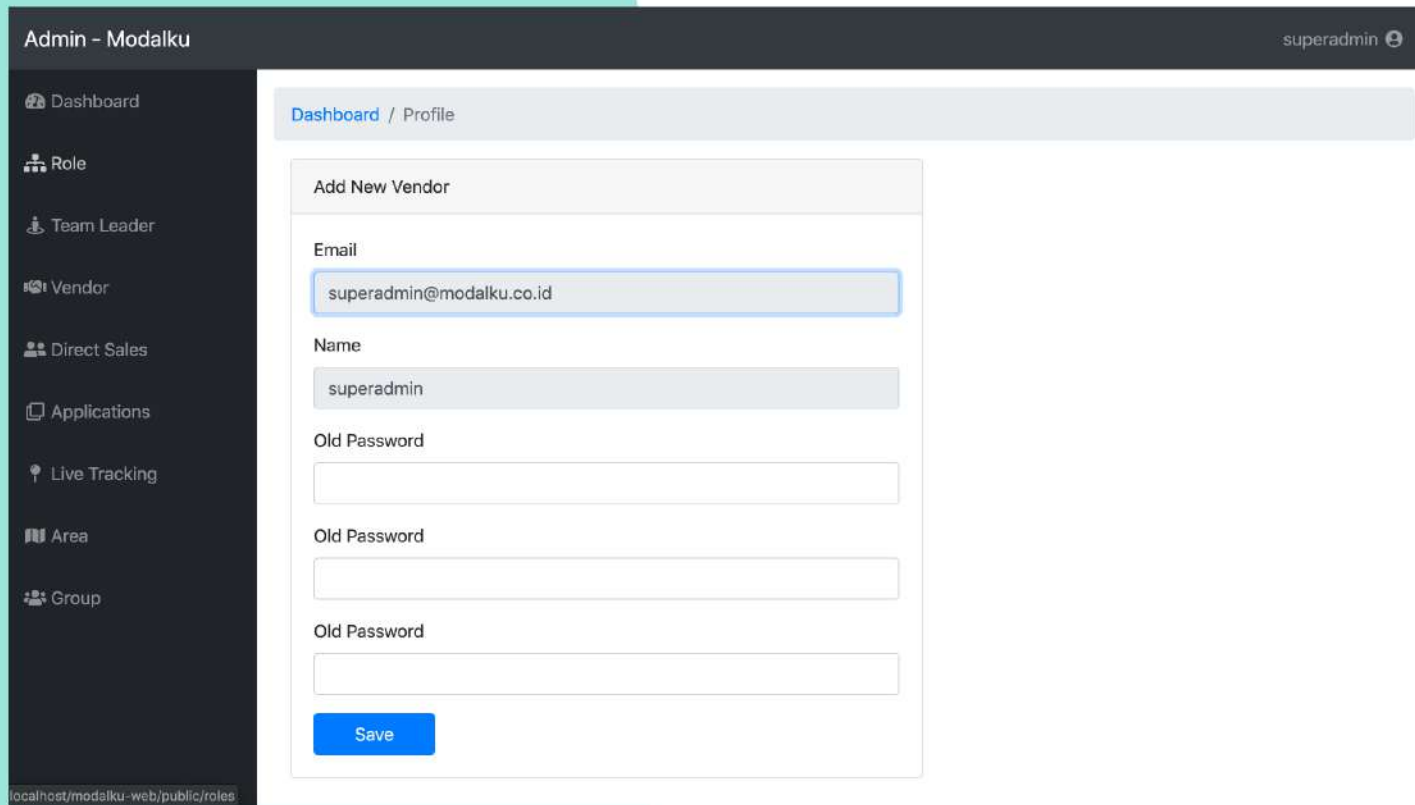 Admin - Modalku
superadmin
Dashboard
Role
Team Leader
Vendor
Direct Sales
Applications
Live Tracking
Area
Group
Dashboard / Profile
Add New Vendor
Email
superadmin@modalku.co.id
Name
superadmin
Old Password
Old Password
Old Password
Save
localhost/modalku-web/public/roles